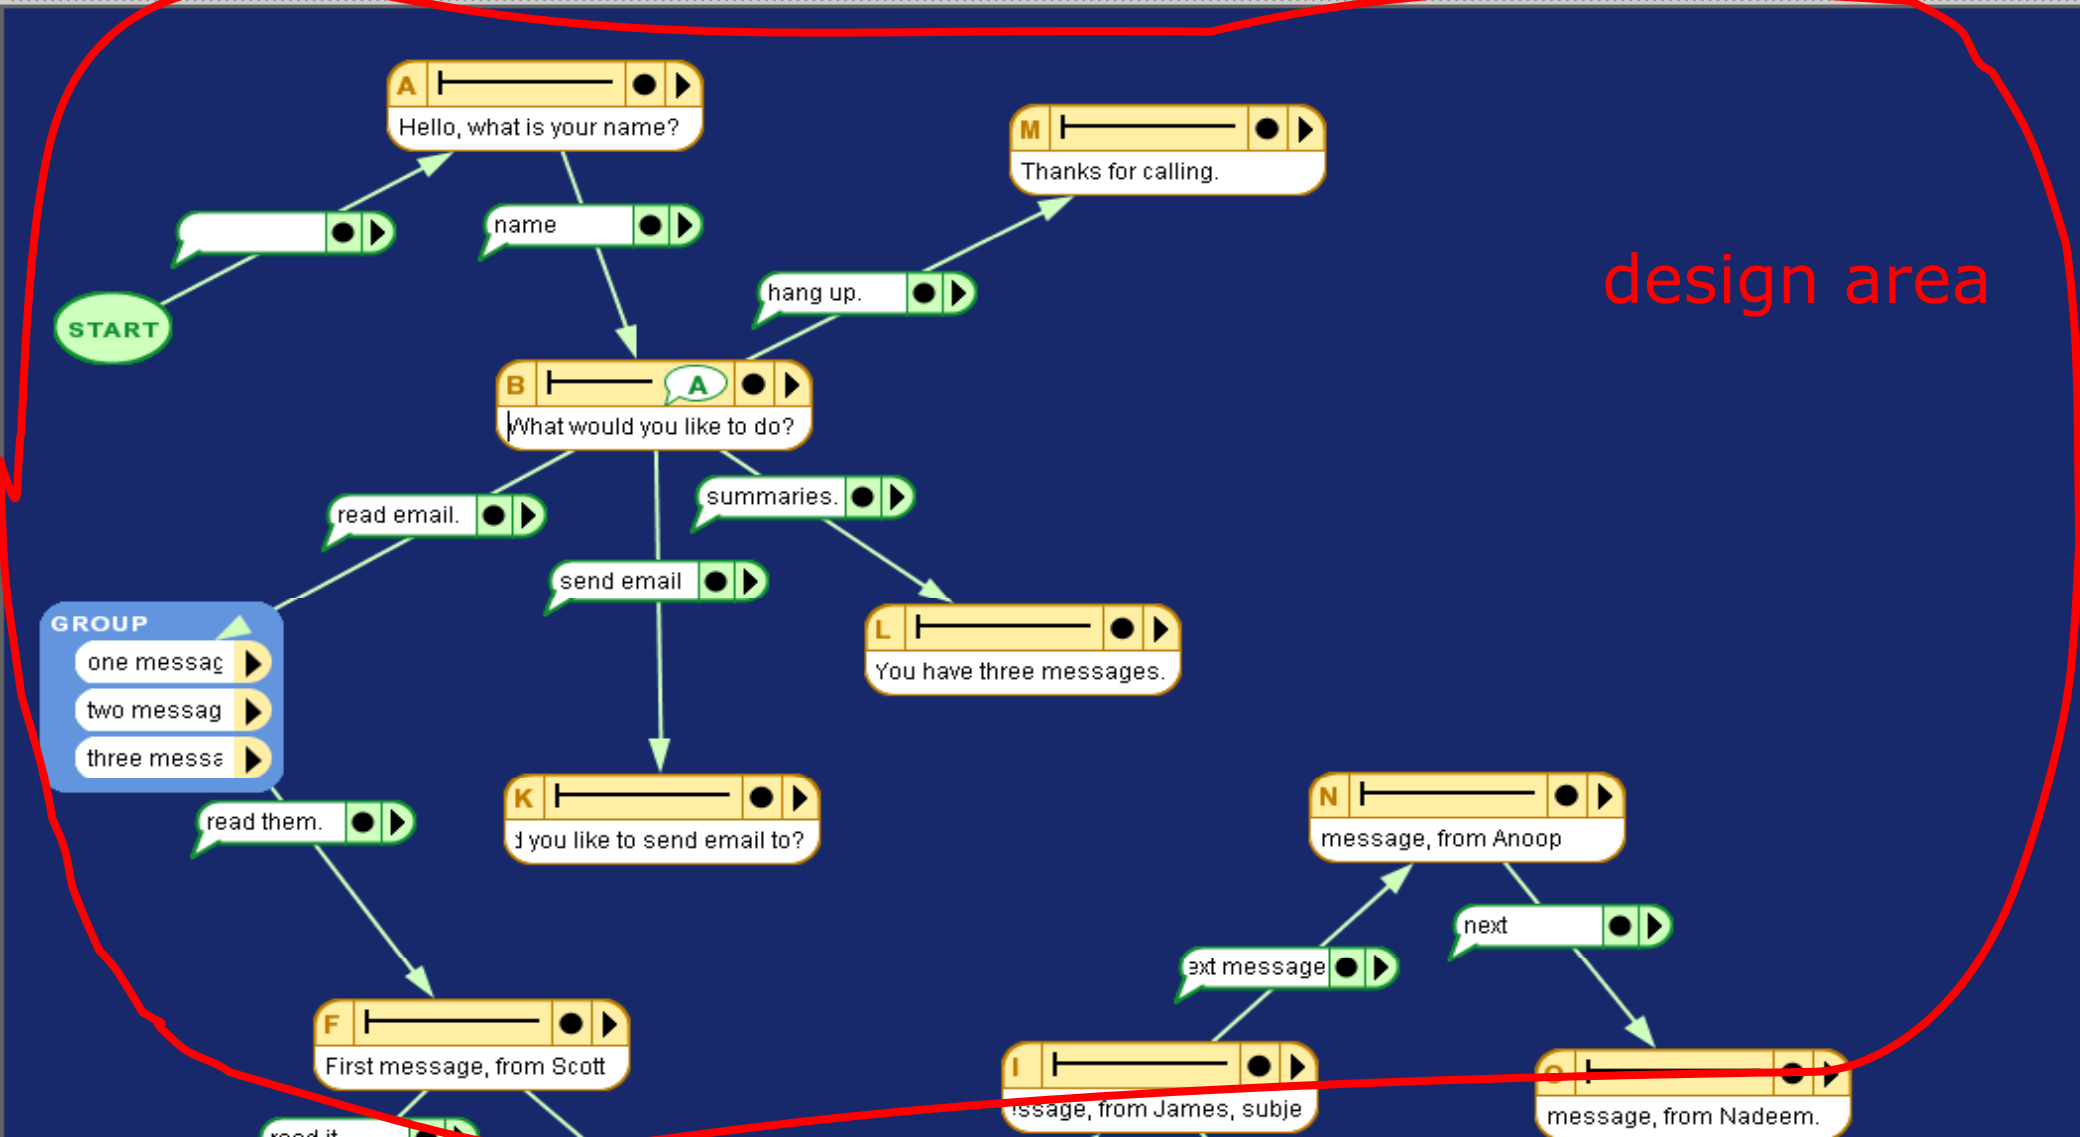 A
Hello, what is your name?
M
Thanks for calling.
name
design area
hang up.
START
B
A
What would you like to do?
summaries.
read email.
send email
GROUP
one messag
two messag
three messa
L
You have three messages.
read them.
K
d you like to send email to?
N
message, from Anoop
next
ext message
F
First message, from Scott
I
ssage, from James, subje
O
message, from Nadeem.
read it